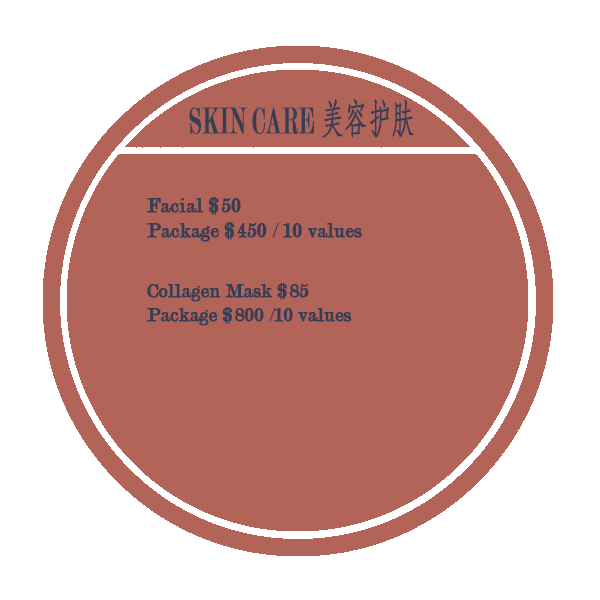 SKIN CARE 美容护肤
Facial $50
Package $450 / 10 values
Collagen Mask $85
Package $800 /10 values